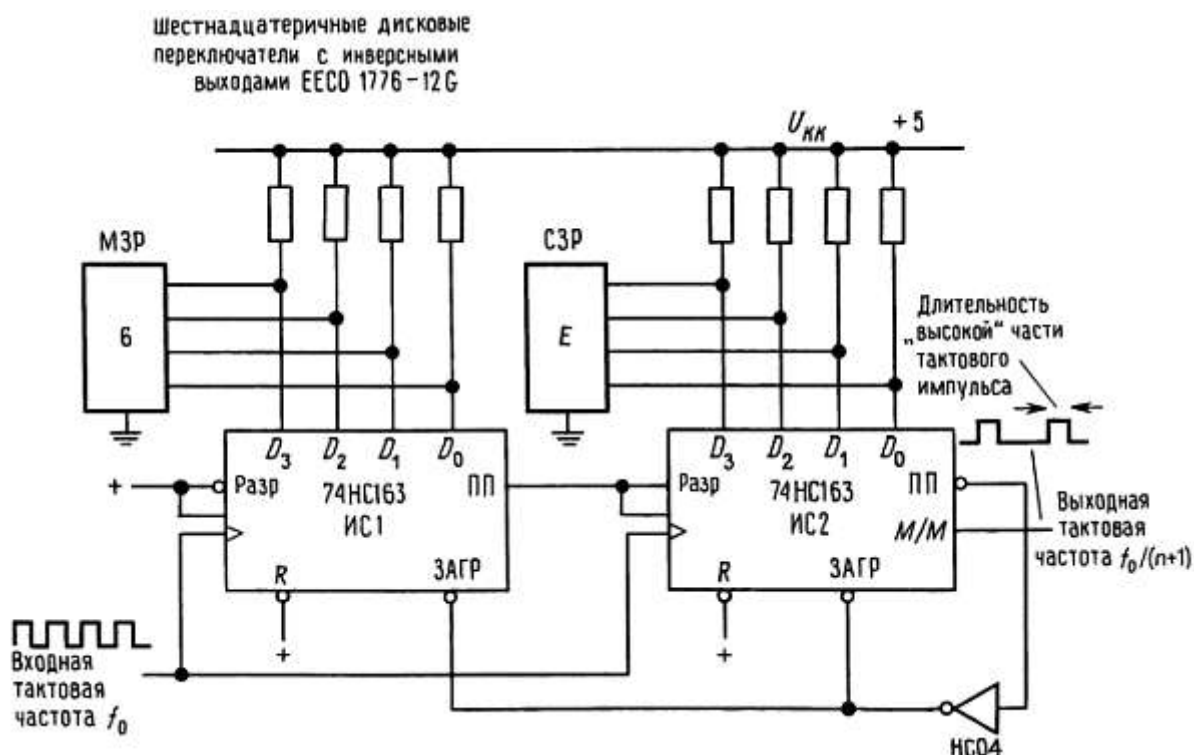 Шестнадцатеричные дисковые
переключатели с инверсными
выходами EECO 1776-12G
U_КК +5
МЗР
6
СЗР
E
Длительность
„высокой“ части
тактового
импульса
D3 D2 D1 D0
+
Разр
74HC163
ИС1
ПП
R
ЗАГР
+
D3 D2 D1 D0
Разр
74HC163
ИС2
ПП
М/М
R
ЗАГР
+
Выходная
тактовая
частота f0/(n+1)
Входная
тактовая
частота f0
HC04